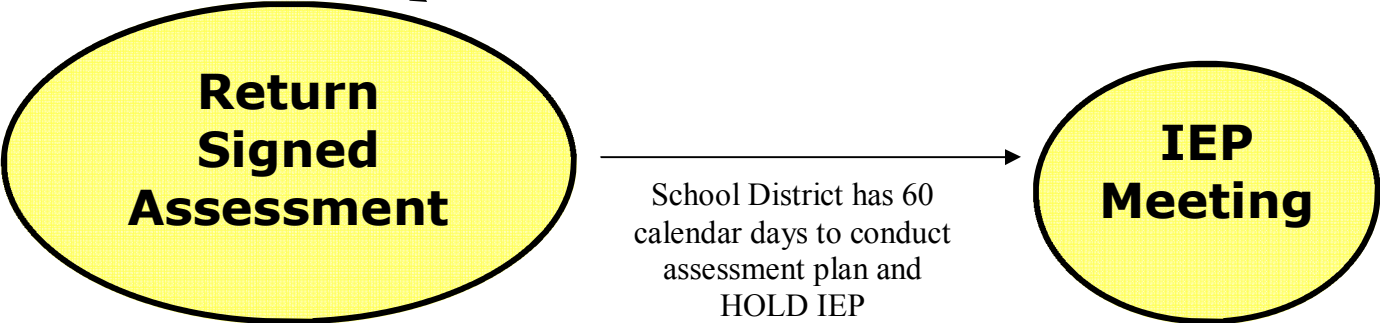 Return
Signed
Assessment
School District has 60
calendar days to conduct
assessment plan and
HOLD IEP
IEP
Meeting